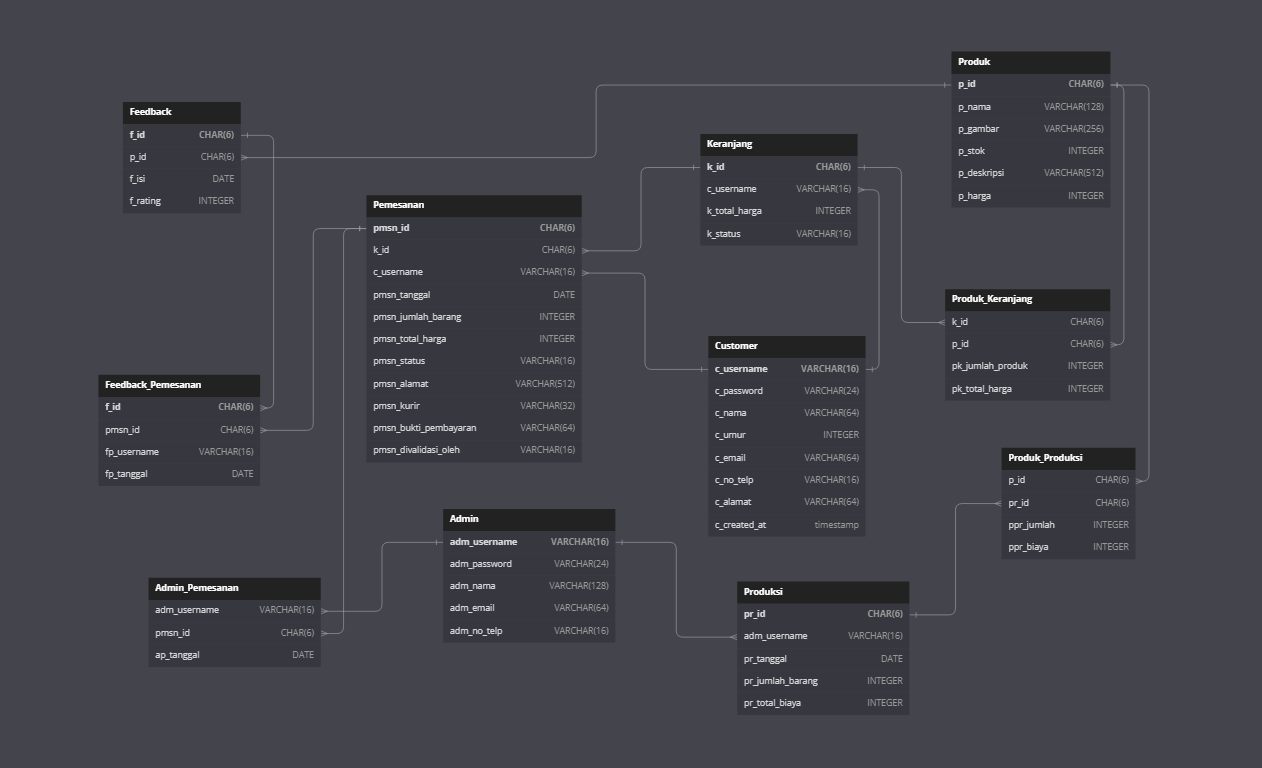 Produk
p_id CHAR(6)
p_nama VARCHAR(128)
p_gambar VARCHAR(256)
p_stok INTEGER
p_deskripsi VARCHAR(512)
p_harga INTEGER
Feedback
f_id CHAR(6)
p_id CHAR(6)
f_isi DATE
f_rating INTEGER
Keranjang
k_id CHAR(6)
c_username VARCHAR(16)
k_total_harga INTEGER
k_status VARCHAR(16)
Pemesanan
pmsn_id CHAR(6)
k_id CHAR(6)
c_username VARCHAR(16)
pmsn_tanggal DATE
pmsn_jumlah_barang INTEGER
pmsn_total_harga INTEGER
pmsn_status VARCHAR(16)
pmsn_alamat VARCHAR(512)
pmsn_kurir VARCHAR(32)
pmsn_bukti_pembayaran VARCHAR(64)
pmsn_divalidasi_oleh VARCHAR(16)
Produk_Keranjang
k_id CHAR(6)
p_id CHAR(6)
pk_jumlah_produk INTEGER
pk_total_harga INTEGER
Customer
c_username VARCHAR(16)
c_password VARCHAR(24)
c_nama VARCHAR(64)
c_umur INTEGER
c_email VARCHAR(64)
c_no_telp VARCHAR(16)
c_alamat VARCHAR(64)
c_created_at timestamp
Feedback_Pemesanan
f_id CHAR(6)
pmsn_id CHAR(6)
fp_username VARCHAR(16)
fp_tanggal DATE
Produk_Produksi
p_id CHAR(6)
pr_id CHAR(6)
ppr_jumlah INTEGER
ppr_biaya INTEGER
Admin
adm_username VARCHAR(16)
adm_password VARCHAR(24)
adm_nama VARCHAR(128)
adm_email VARCHAR(64)
adm_no_telp VARCHAR(16)
Admin_Pemesanan
adm_username VARCHAR(16)
pmsn_id CHAR(6)
ap_tanggal DATE
Produksi
pr_id CHAR(6)
adm_username VARCHAR(16)
pr_tanggal DATE
pr_jumlah_barang INTEGER
pr_total_biaya INTEGER